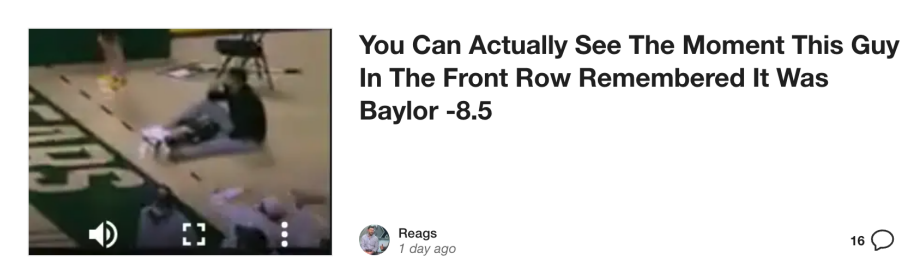 You Can Actually See The Moment This Guy
In The Front Row Remembered It Was
Baylor -8.5
Reags
1 day ago
16